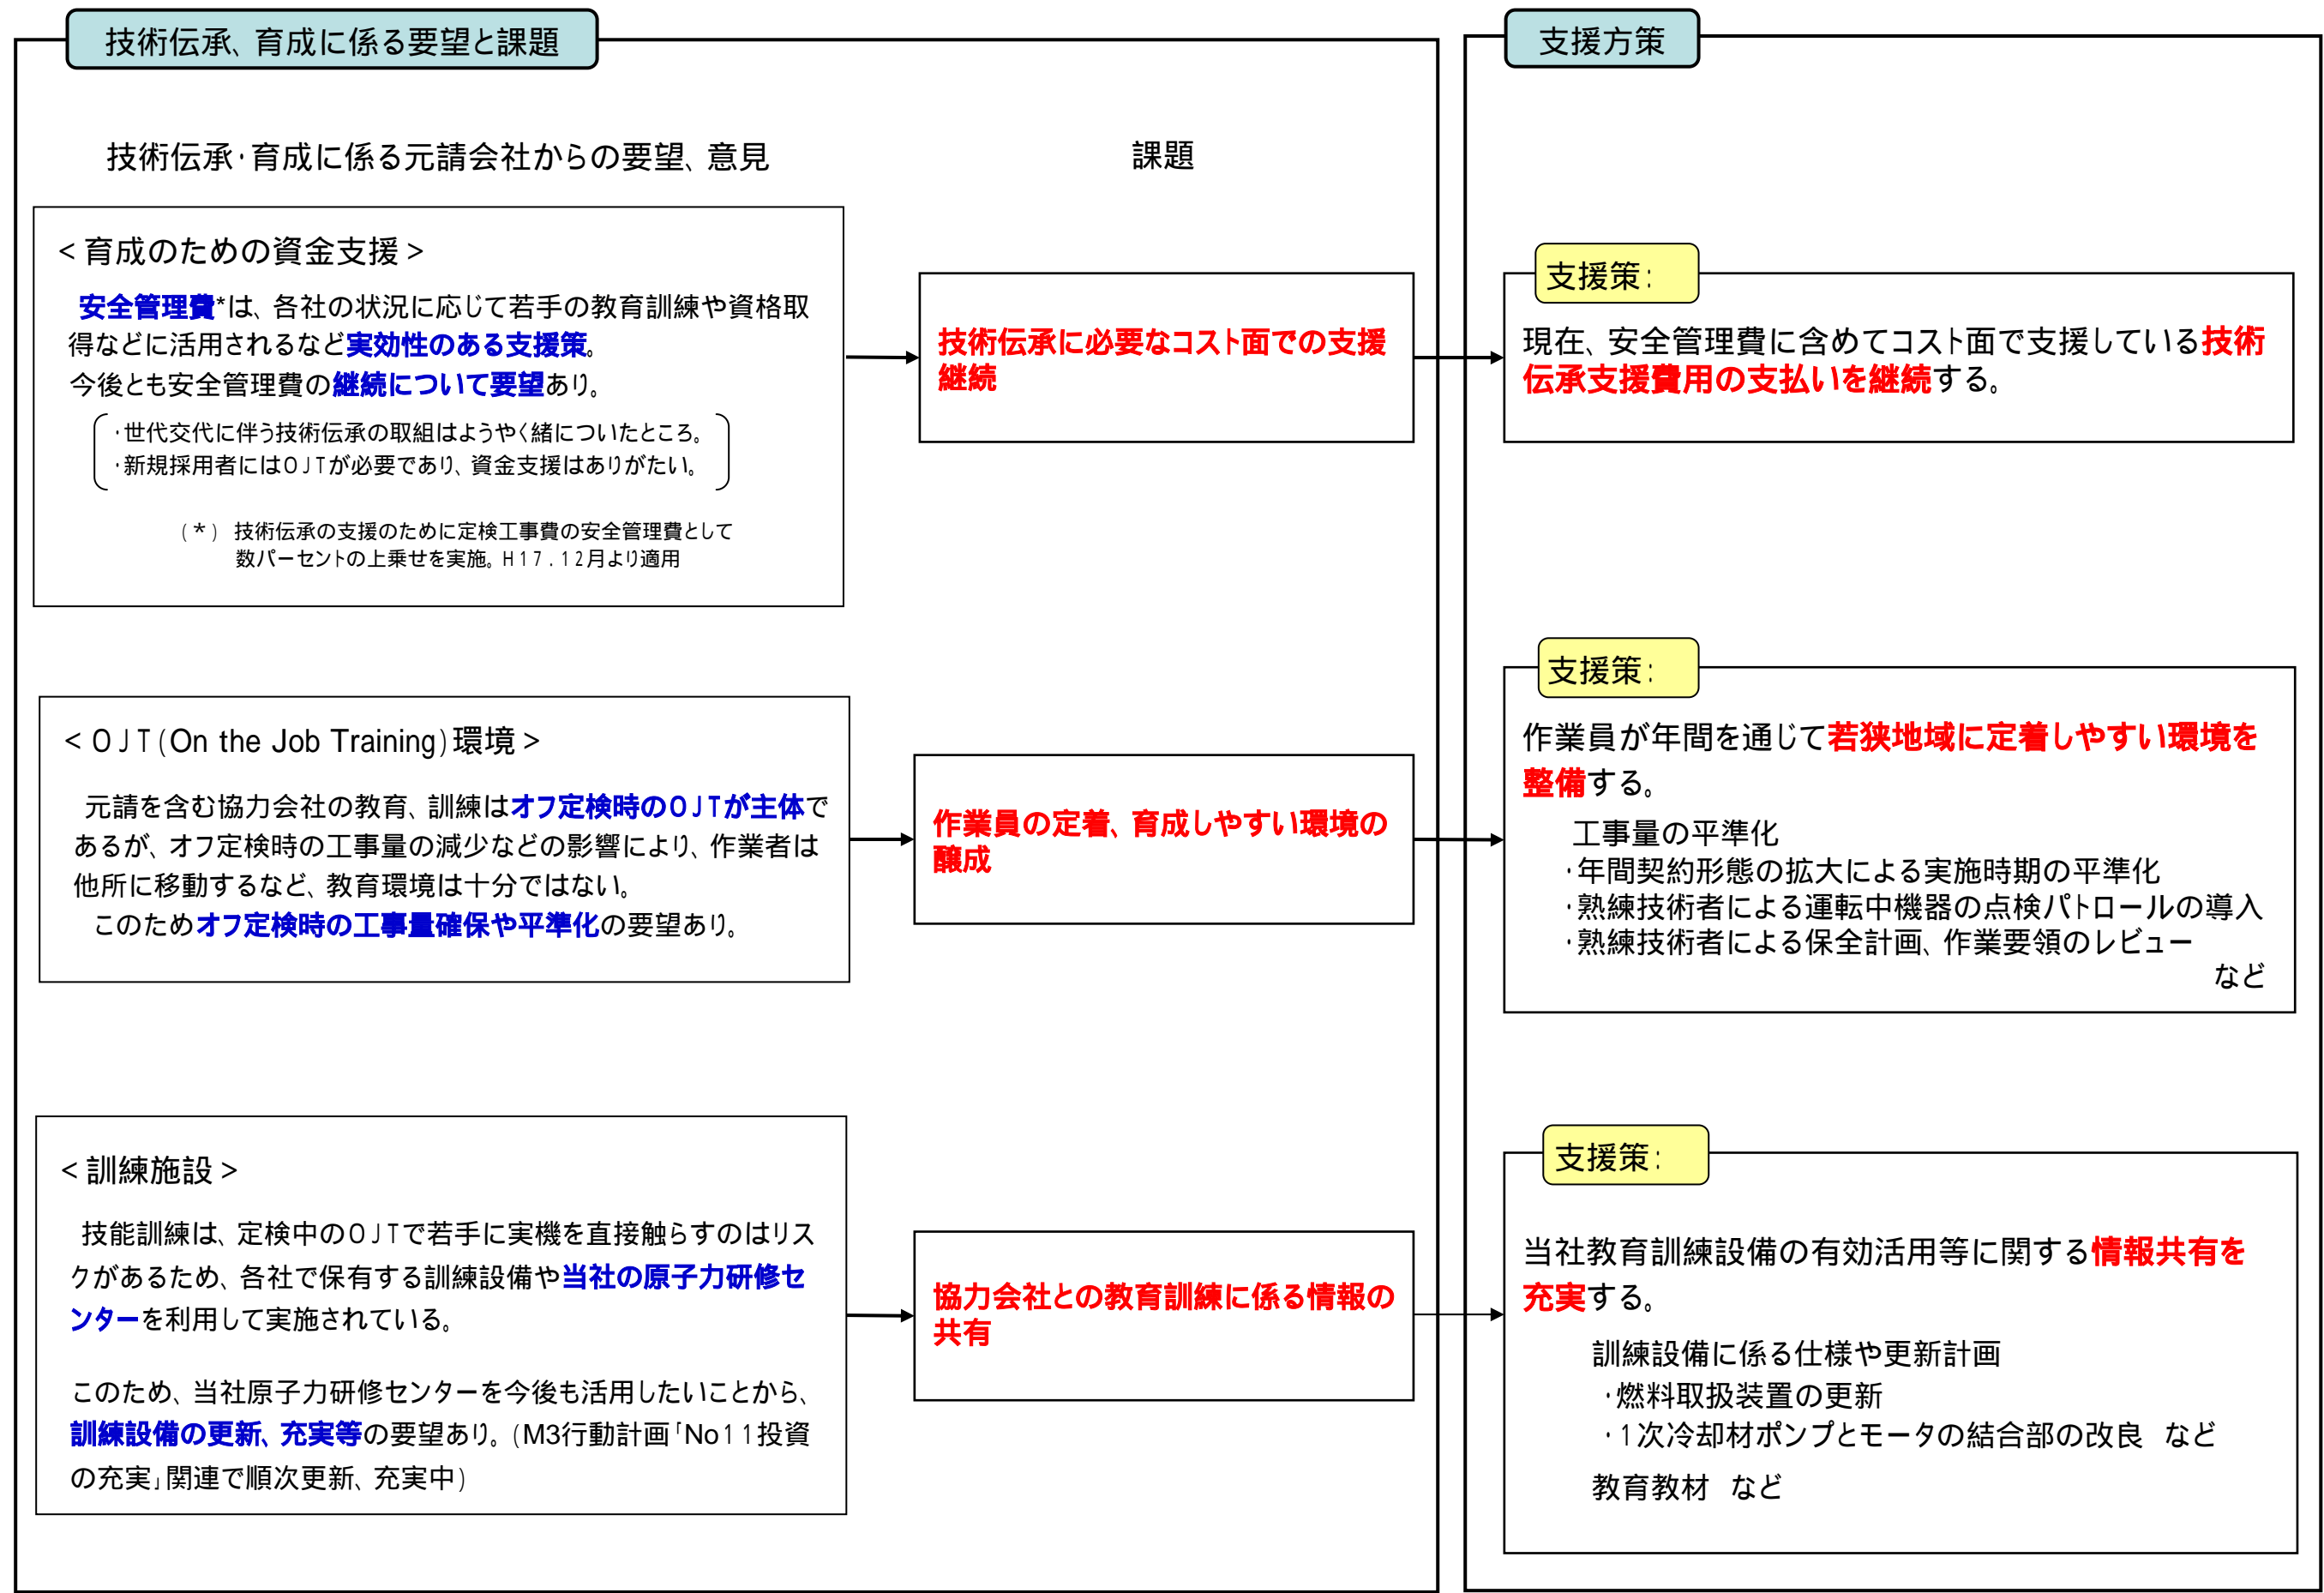 技術伝承、育成に係る要望と課題
技術伝承・育成に係る元請会社からの要望、意見
課題
<育成のための資金支援>
安全管理費*は、各社の状況に応じて若手の教育訓練や資格取
得などに活用されるなど実効性のある支援策。
今後とも安全管理費の継続について要望あり。
・世代交代に伴う技術伝承の取組はようやく緒についたところ。
・新規採用者にはOJTが必要であり、資金支援はありがたい。
(*) 技術伝承の支援のために定検工事費の安全管理費として
数パーセントの上乗せを実施。H17.12月より適用
技術伝承に必要なコスト面での支援
継続
<OJT(On the Job Training)環境>
元請を含む協力会社の教育、訓練はオフ定検時のOJTが主体で
あるが、オフ定検時の工事量の減少などの影響により、作業者は
他所に移動するなど、教育環境は十分ではない。
このためオフ定検時の工事量確保や平準化の要望あり。
作業員の定着、育成しやすい環境の
醸成
<訓練施設>
技能訓練は、定検中のOJTで若手に実機を直接触らすのはリス
クがあるため、各社で保有する訓練設備や当社の原子力研修セ
ンターを利用して実施されている。
このため、当社原子力研修センターを今後も活用したいことから、
訓練設備の更新、充実等の要望あり。(M3行動計画「No11投資
の充実」関連で順次更新、充実中)
協力会社との教育訓練に係る情報の
共有
支援方策
支援策:
現在、安全管理費に含めてコスト面で支援している技術
伝承支援費用の支払いを継続する。
支援策:
作業員が年間を通じて若狭地域に定着しやすい環境を
整備する。
工事量の平準化
・年間契約形態の拡大による実施時期の平準化
・熟練技術者による運転中機器の点検パトロールの導入
・熟練技術者による保全計画、作業要領のレビュー
など
支援策:
当社教育訓練設備の有効活用等に関する情報共有を
充実する。
訓練設備に係る仕様や更新計画
・燃料取扱装置の更新
・1次冷却材ポンプとモータの結合部の改良 など
教育教材 など